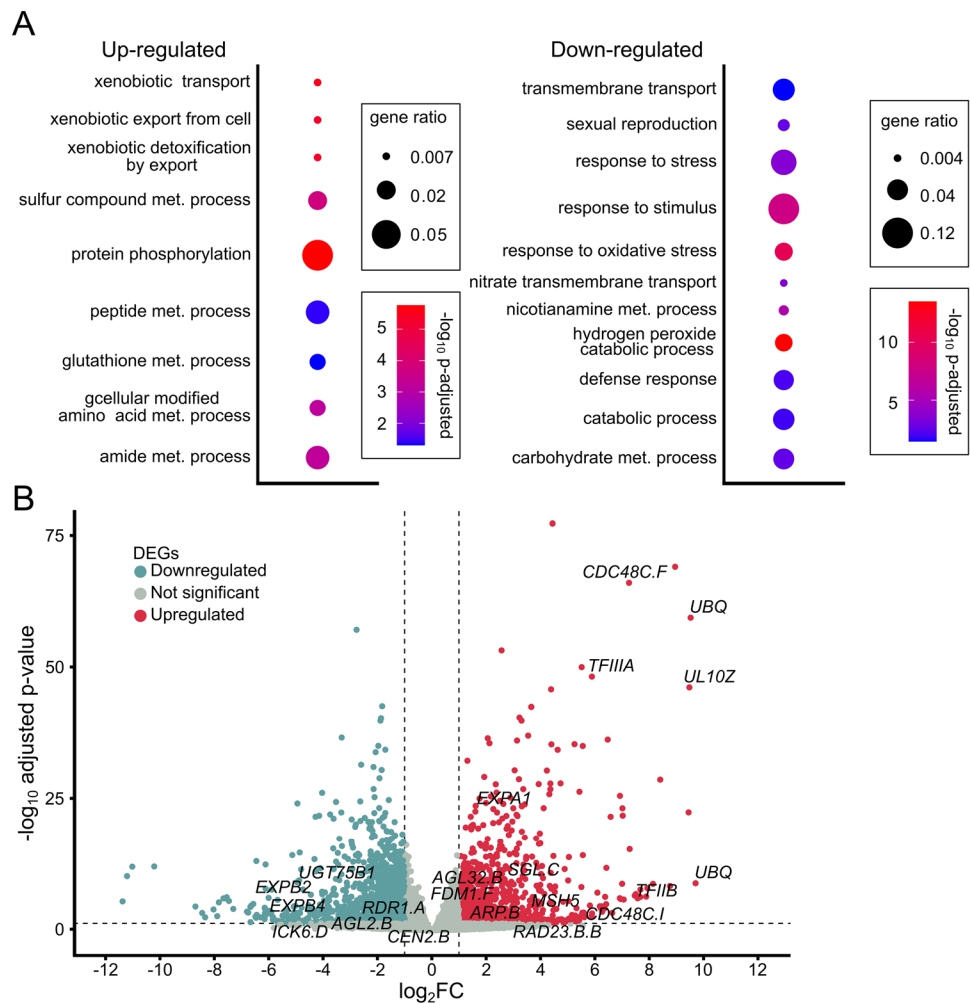 A
Up-regulated
xenobiotic transport
xenobiotic export from cell
xenobiotic detoxification
by export
sulfur compound met. process
protein phosphorylation
peptide met. process
glutathione met. process
gcellular modified
amino acid met. process
amide met. process
gene ratio
0.007
0.02
0.05
5
4
3
2
-log10 p-adjusted
Down-regulated
transmembrane transport
sexual reproduction
response to stress
response to stimulus
response to oxidative stress
nitrate transmembrane transport
nicotianamine met. process
hydrogen peroxide
catabolic process
defense response
catabolic process
carbohydrate met. process
gene ratio
0.004
0.04
0.12
10
5
-log10 p-adjusted
B
-log10 adjusted p-value
75
50
25
0
DEGs
Downregulated
Not significant
Upregulated
CDC48C.F
UBQ
TFIIIA
UL10Z
EXPA1
UGT75B1
EXPB2
EXPB4
RDR1.A
AGL2.B
ICK6.D
CEN2.B
AGL32.B
FDM1.F
ARP.B
SGL.C
MSH5
UBQ
TFIIB
CDC48C.I
RAD23.B.B
-12 -10 -8 -6 -4 -2 0 2 4 6 8 10 12
log2FC